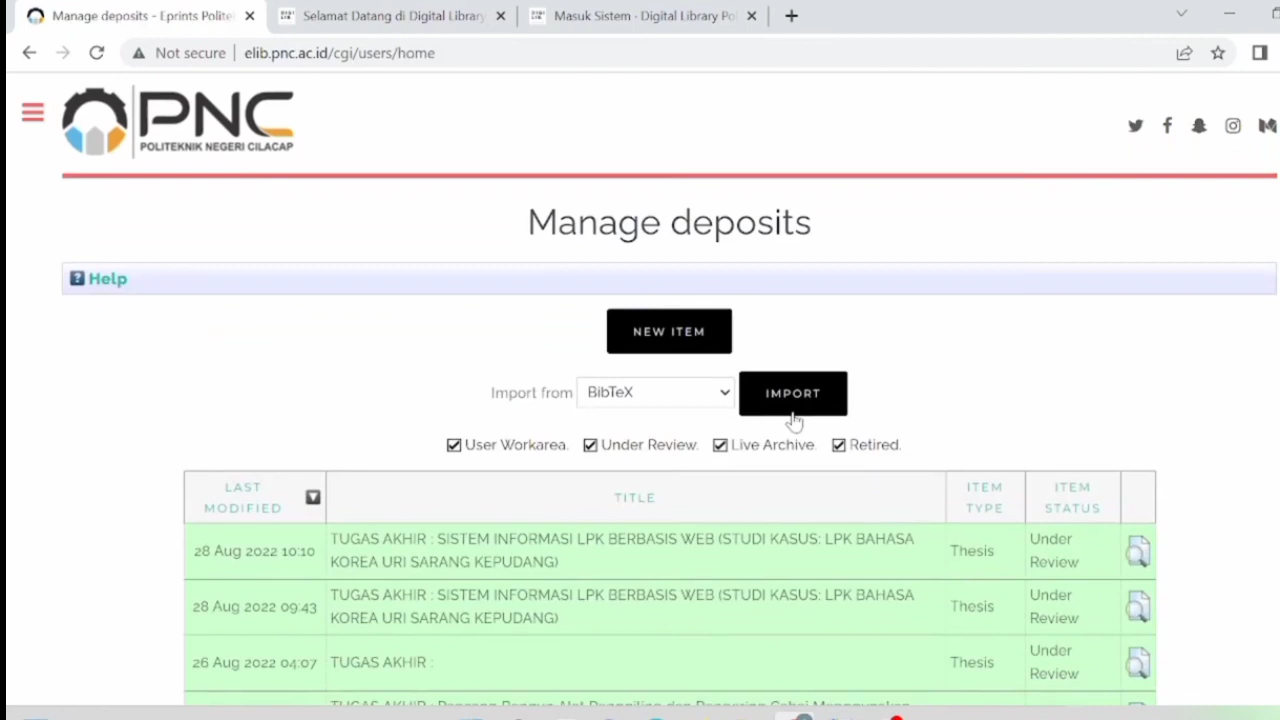 Manage deposits - Eprints Polite
Selamat Datang di Digital Library
Masuk Sistem · Digital Library Po
Not secure
elib.pnc.ac.id/cgi/users/home
PNC
POLITEKNIK NEGERI CILACAP
Manage deposits
Help
NEW ITEM
Import from BibTeX IMPORT
User Workarea. Under Review. Live Archive. Retired.
LAST MODIFIED TITLE ITEM TYPE ITEM STATUS
28 Aug 2022 10:10
TUGAS AKHIR : SISTEM INFORMASI LPK BERBASIS WEB (STUDI KASUS: LPK BAHASA
KOREA URI SARANG KEPUDANG)
Thesis
Under
Review
28 Aug 2022 09:43
TUGAS AKHIR : SISTEM INFORMASI LPK BERBASIS WEB (STUDI KASUS: LPK BAHASA
KOREA URI SARANG KEPUDANG)
Thesis
Under
Review
26 Aug 2022 04:07
TUGAS AKHIR :
Thesis
Under
Review
TUGAS AKHIR :